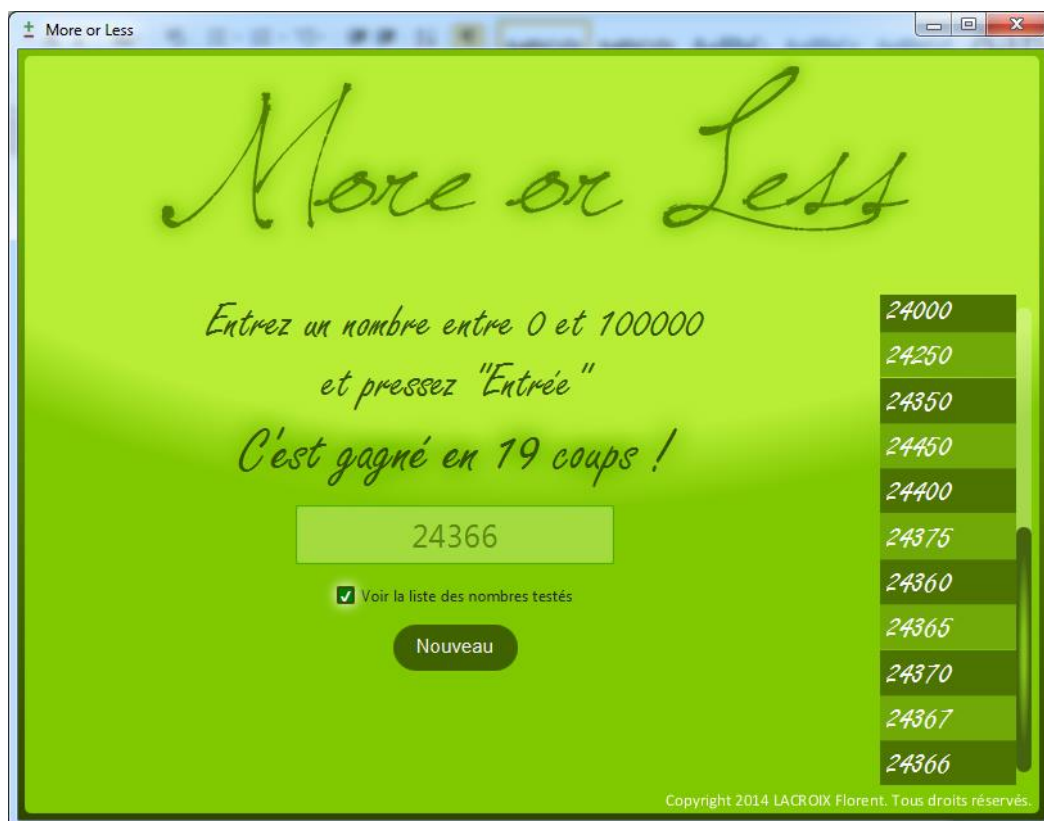 More or Less
More or Less
Entrez un nombre entre 0 et 100000
et pressez "Entrée"
C'est gagné en 19 coups !
24366
Voir la liste des nombres testés
Nouveau
24000
24250
24350
24450
24400
24375
24360
24365
24370
24367
24366
Copyright 2014 LACROIX Florent. Tous droits réservés.